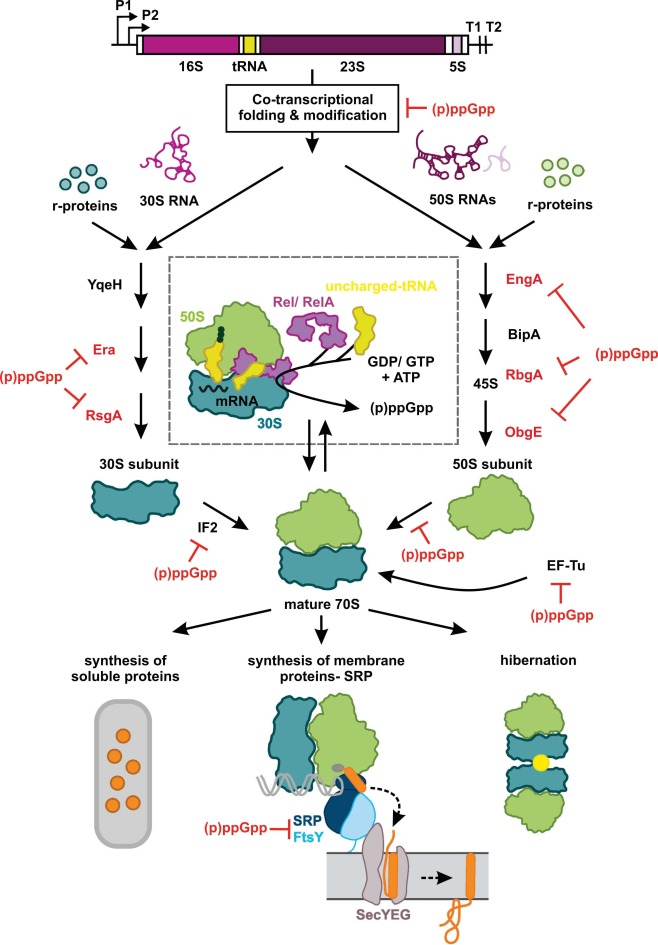 P1
P2
T1 T2
16S
tRNA
23S
5S
Co-transcriptional
folding & modification
(p)ppGpp
r-proteins
30S RNA
50S RNAs
r-proteins
YqeH
Era
(p)ppGpp
RsgA
50S
Rel/ RelA
uncharged-tRNA
GDP/ GTP
+ ATP
mRNA
(p)ppGpp
30S
EngA
BipA
(p)ppGpp
RbgA
45S
ObgE
30S subunit
50S subunit
IF2
(p)ppGpp
(p)ppGpp
EF-Tu
(p)ppGpp
mature 70S
synthesis of
soluble proteins
synthesis of membrane
proteins- SRP
hibernation
(p)ppGpp
SRP
FtsY
SecYEG